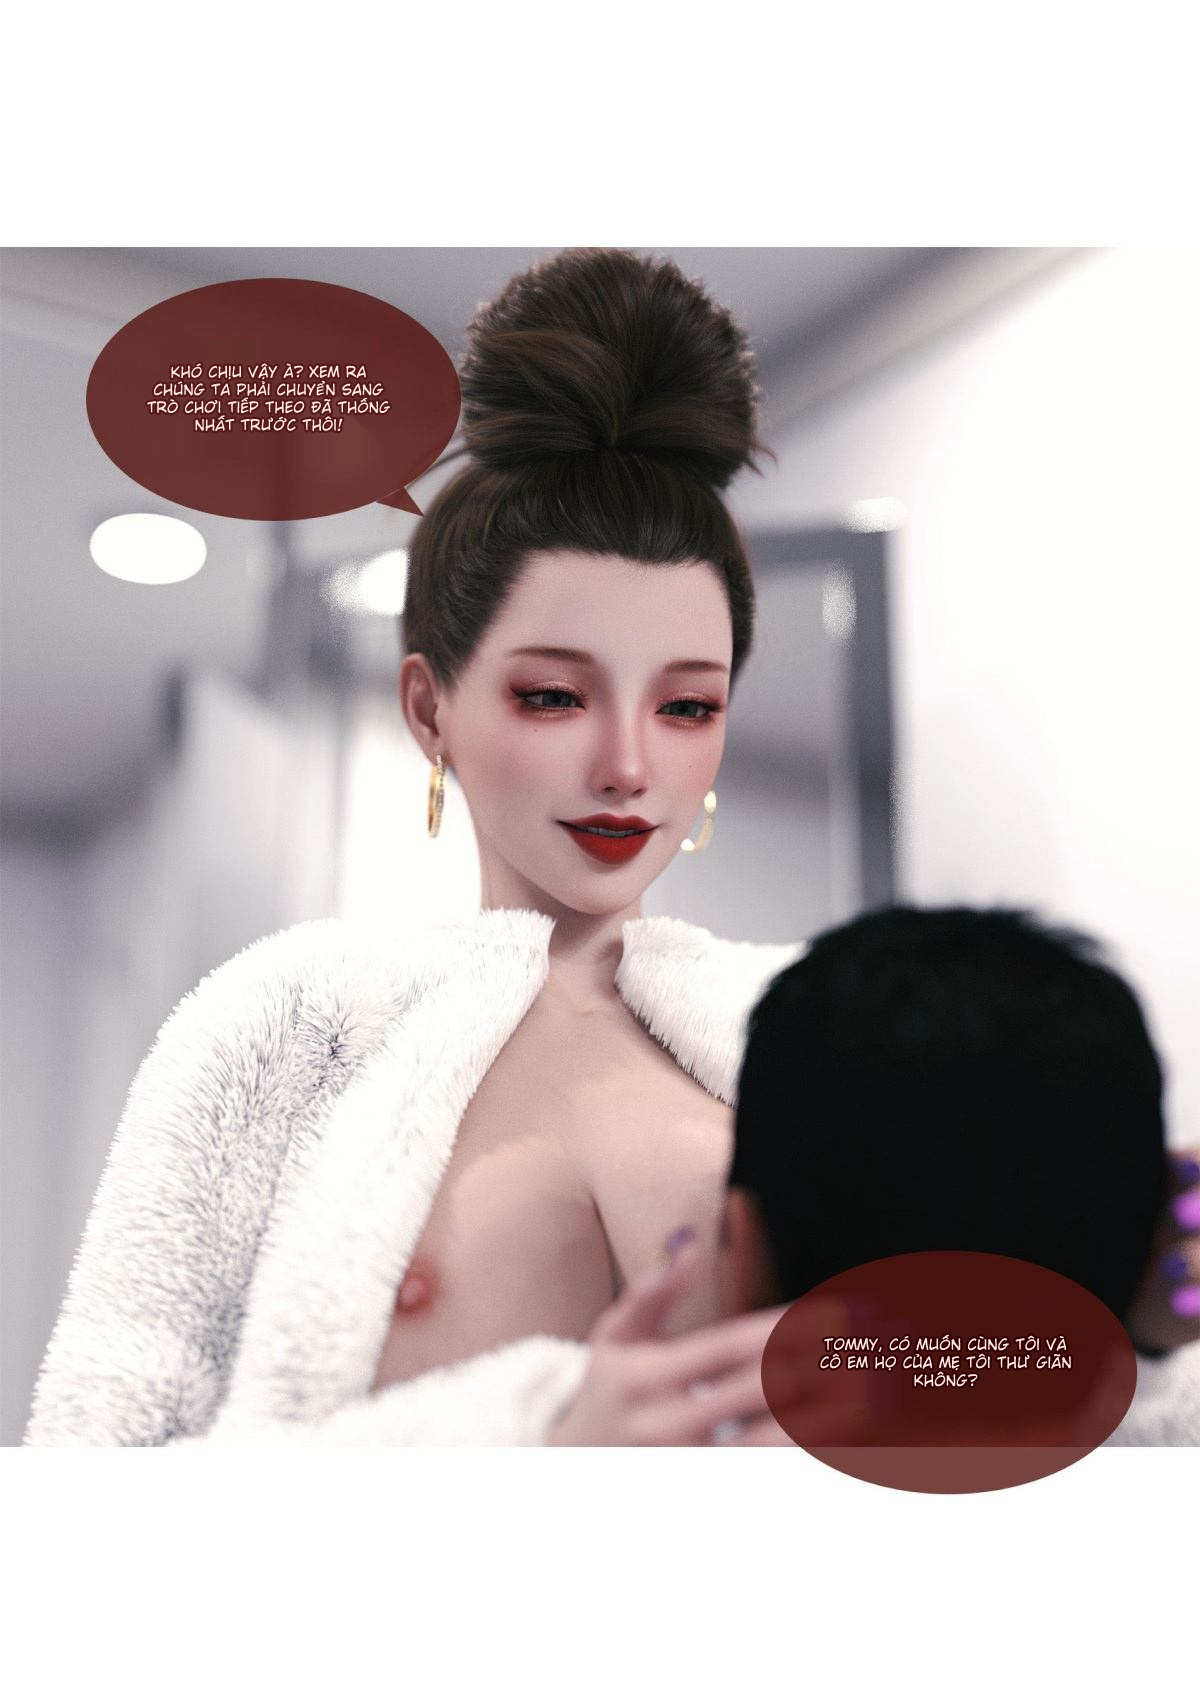 KHÓ CHỊU VẬY À? XEM RA
CHÚNG TA PHẢI CHUYỂN SANG
TRÒ CHƠI TIẾP THEO ĐÃ THỐNG
NHẤT TRƯỚC THÔI!
TOMMY, CÓ MUỐN CÙNG TÔI VÀ
CÔ EM HỌ CỦA MẸ TÔI THƯ GIÃN
KHÔNG?